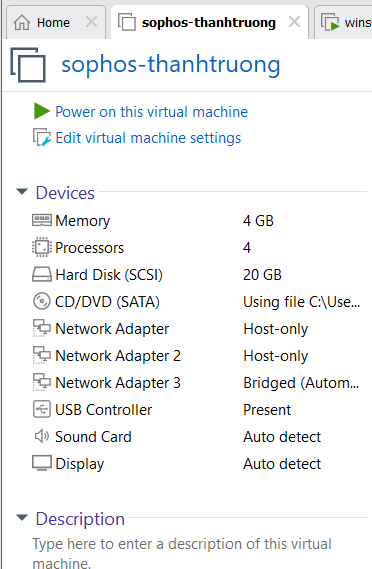 Home
sophos-thanhtruong
wins
sophos-thanhtruong
Power on this virtual machine
Edit virtual machine settings
Devices
Memory 4 GB
Processors 4
Hard Disk (SCSI) 20 GB
CD/DVD (SATA) Using file C:\Use...
Network Adapter Host-only
Network Adapter 2 Host-only
Network Adapter 3 Bridged (Autom...
USB Controller Present
Sound Card Auto detect
Display Auto detect
Description
Type here to enter a description of this virtual
machine.